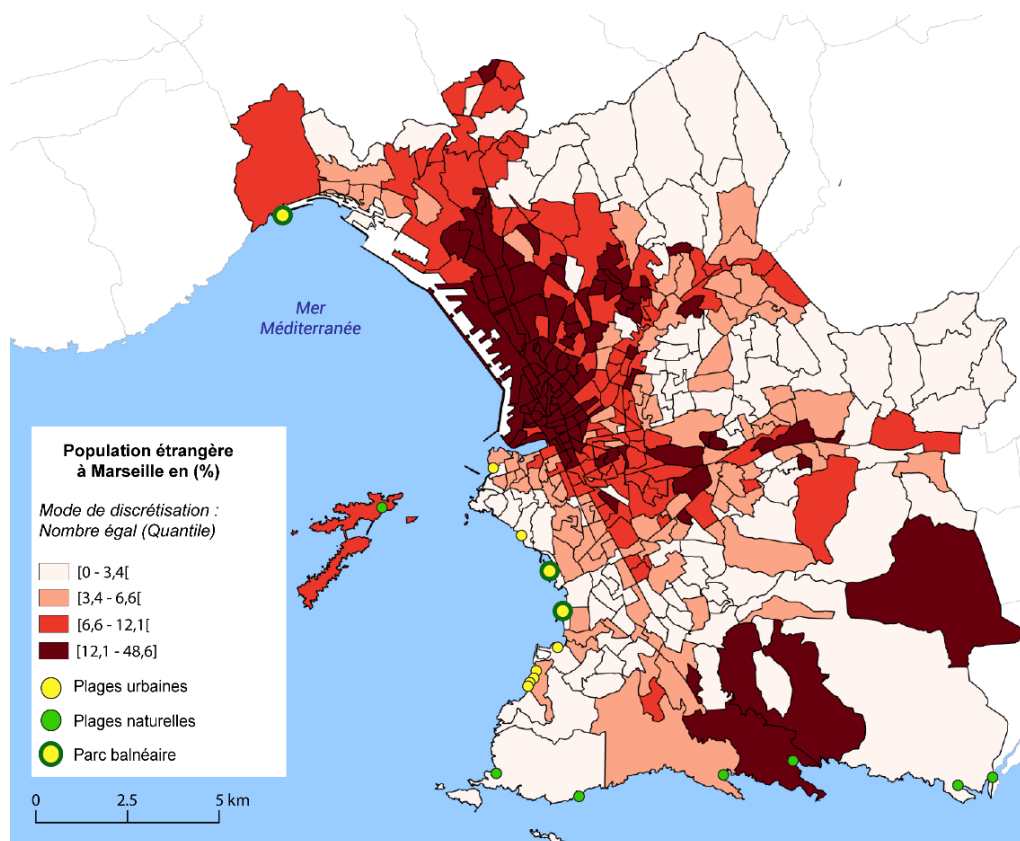 Mer
Méditerranée
Population étrangère
à Marseille en (%)
Mode de discrétisation :
Nombre égal (Quantile)
[0 - 3,4[
[3,4 - 6,6[
[6,6 - 12,1[
[12,1 - 48,6]
Plages urbaines
Plages naturelles
Parc balnéaire
0 2.5 5 km